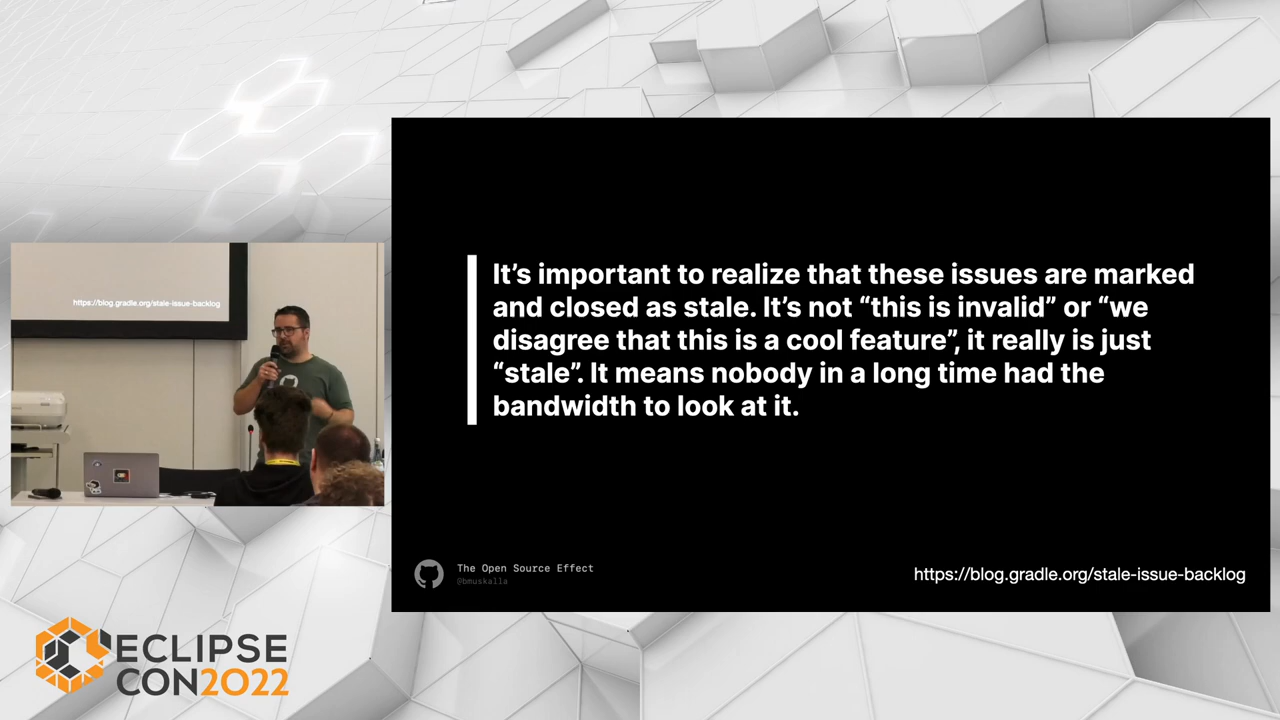 https://blog.gradle.org/stale-issue-backlog
It’s important to realize that these issues are marked
and closed as stale. It’s not “this is invalid” or “we
disagree that this is a cool feature”, it really is just
“stale”. It means nobody in a long time had the
bandwidth to look at it.
The Open Source Effect
@bmuskalla
https://blog.gradle.org/stale-issue-backlog
ECLIPSE
CON2022